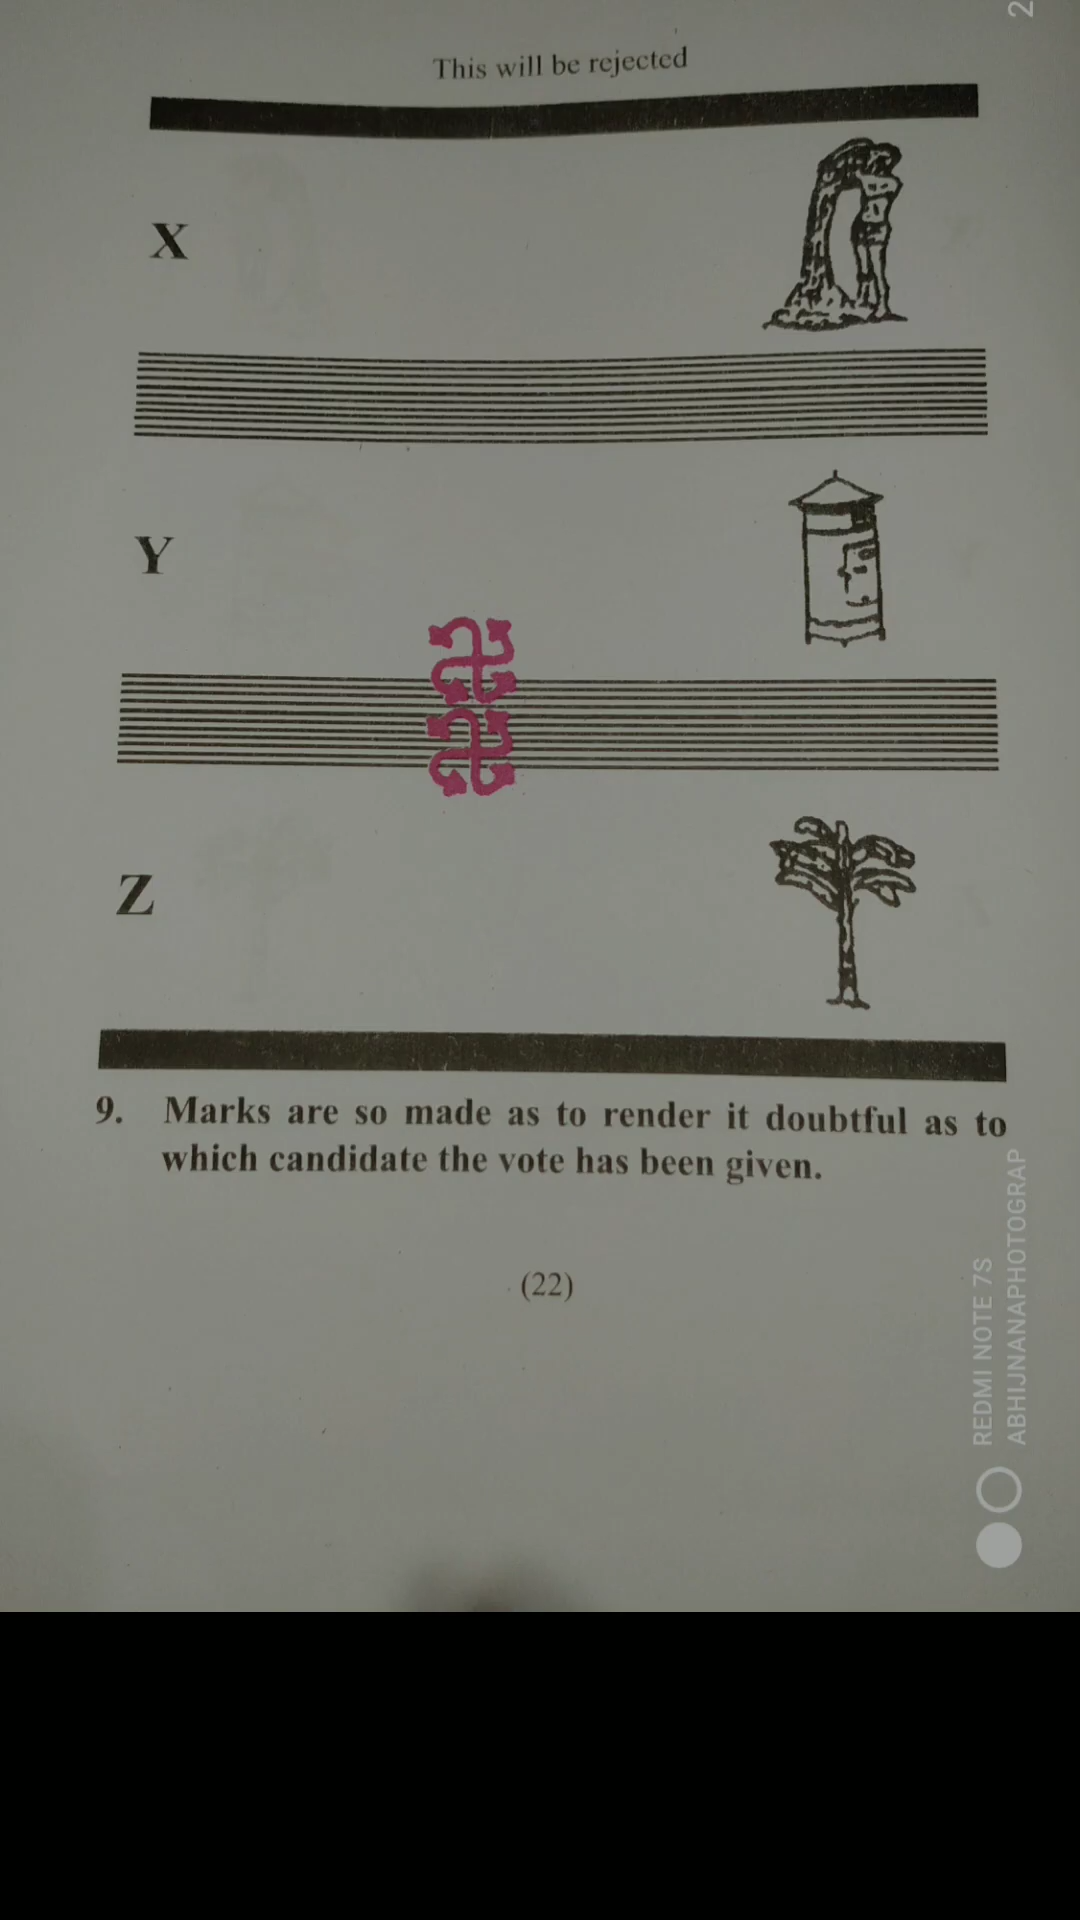 This will be rejected
X
Y
Z
9. Marks are so made as to render it doubtful as to
which candidate the vote has been given.
(22)
REDMI NOTE 7S
ABHIJNANAPHOTOGRAP
2